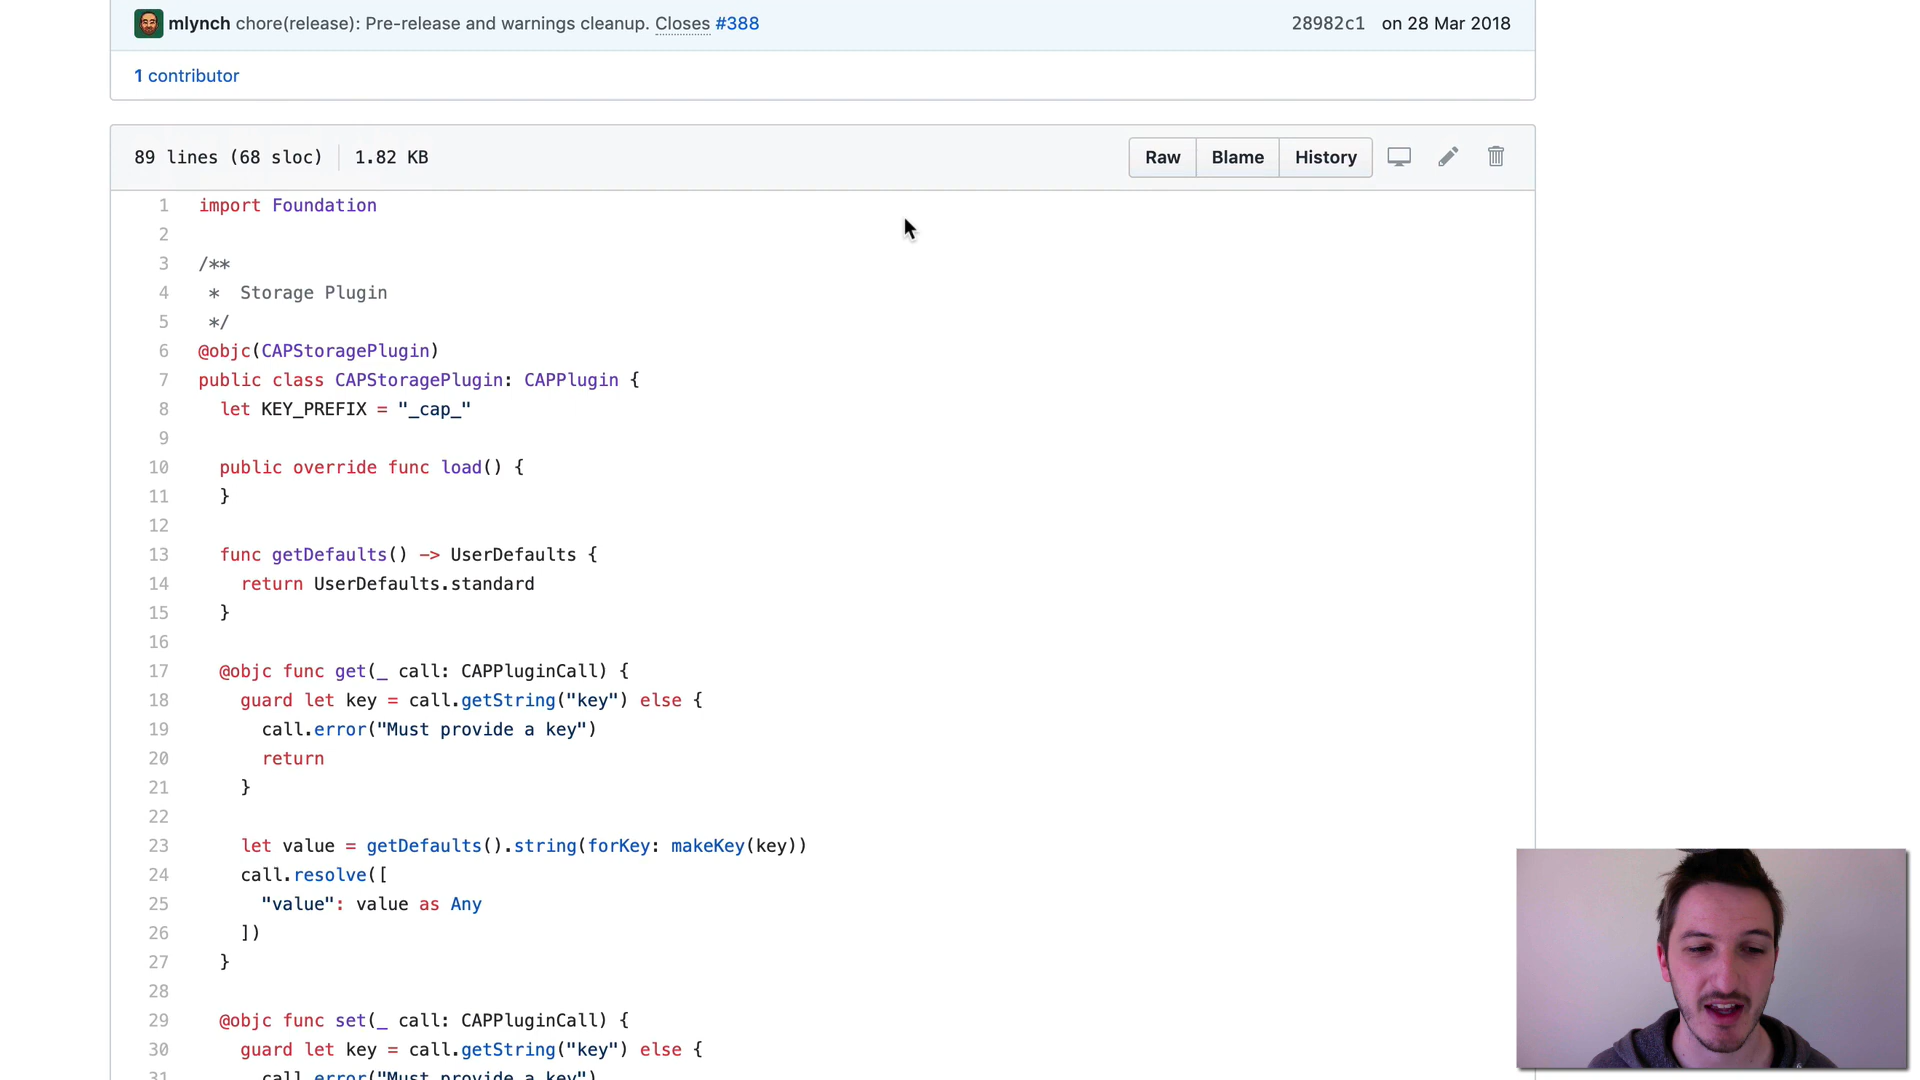 mlynch chore(release): Pre-release and warnings cleanup. Closes #388 28982c1 on 28 Mar 2018
1 contributor
89 lines (68 sloc) 1.82 KB Raw Blame History
1 import Foundation
2
3 /**
4 * Storage Plugin
5 */
6 @objc(CAPStoragePlugin)
7 public class CAPStoragePlugin: CAPPlugin {
8 let KEY_PREFIX = "_cap_"
9
10 public override func load() {
11 }
12
13 func getDefaults() -> UserDefaults {
14 return UserDefaults.standard
15 }
16
17 @objc func get(_ call: CAPPluginCall) {
18 guard let key = call.getString("key") else {
19 call.error("Must provide a key")
20 return
21 }
22
23 let value = getDefaults().string(forKey: makeKey(key))
24 call.resolve([
25 "value": value as Any
26 ])
27 }
28
29 @objc func set(_ call: CAPPluginCall) {
30 guard let key = call.getString("key") else {
31 call.error("Must provide a key")